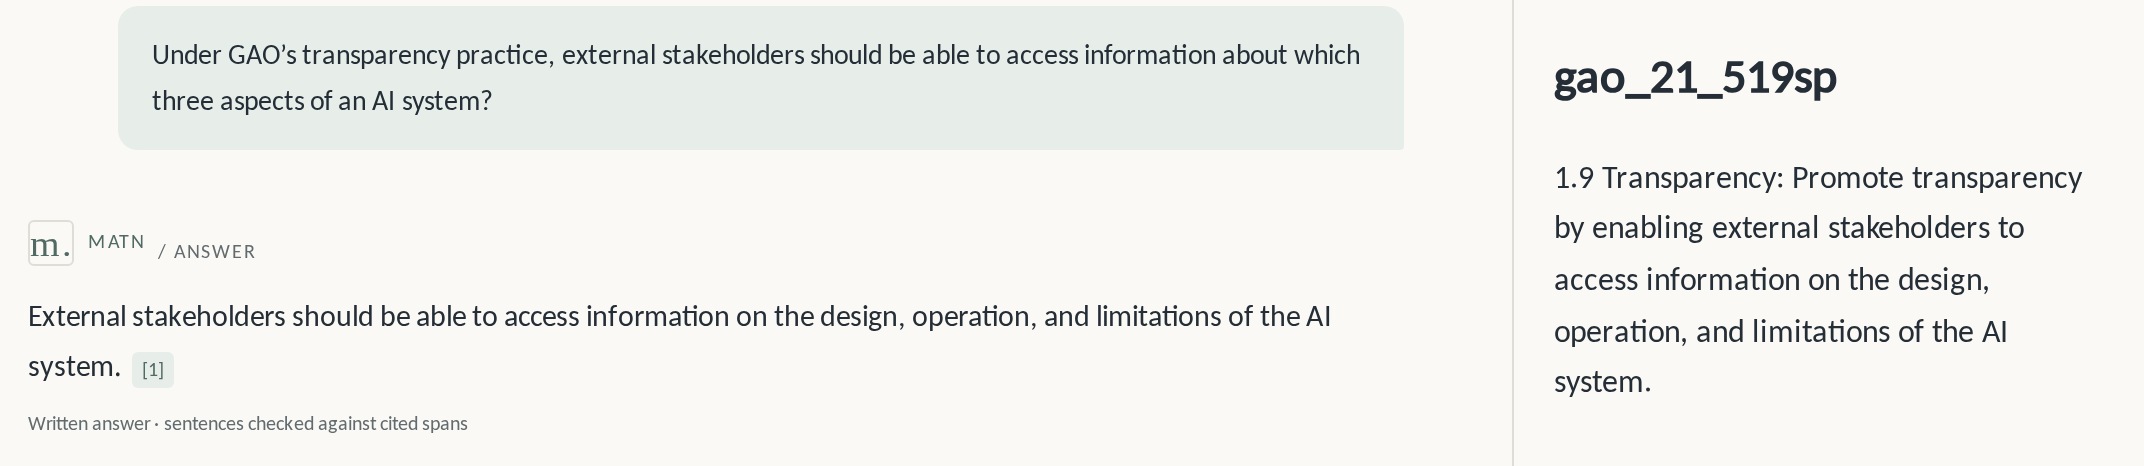 Under GAO’s transparency practice, external stakeholders should be able to access information about which
three aspects of an AI system?
m. MATN / ANSWER
External stakeholders should be able to access information on the design, operation, and limitations of the AI
system. [1]
Written answer · sentences checked against cited spans
gao_21_519sp
1.9 Transparency: Promote transparency
by enabling external stakeholders to
access information on the design,
operation, and limitations of the AI
system.